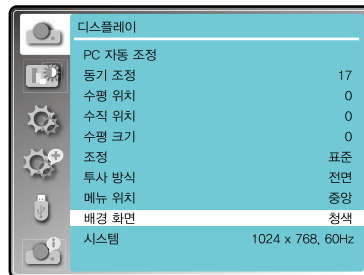 디스플레이
PC 자동 조정
동기 조정 17
수평 위치 0
수직 위치 0
수평 크기 0
조정 표준
투사 방식 전면
메뉴 위치 중앙
배경 화면 청색
시스템 1024 x 768, 60Hz